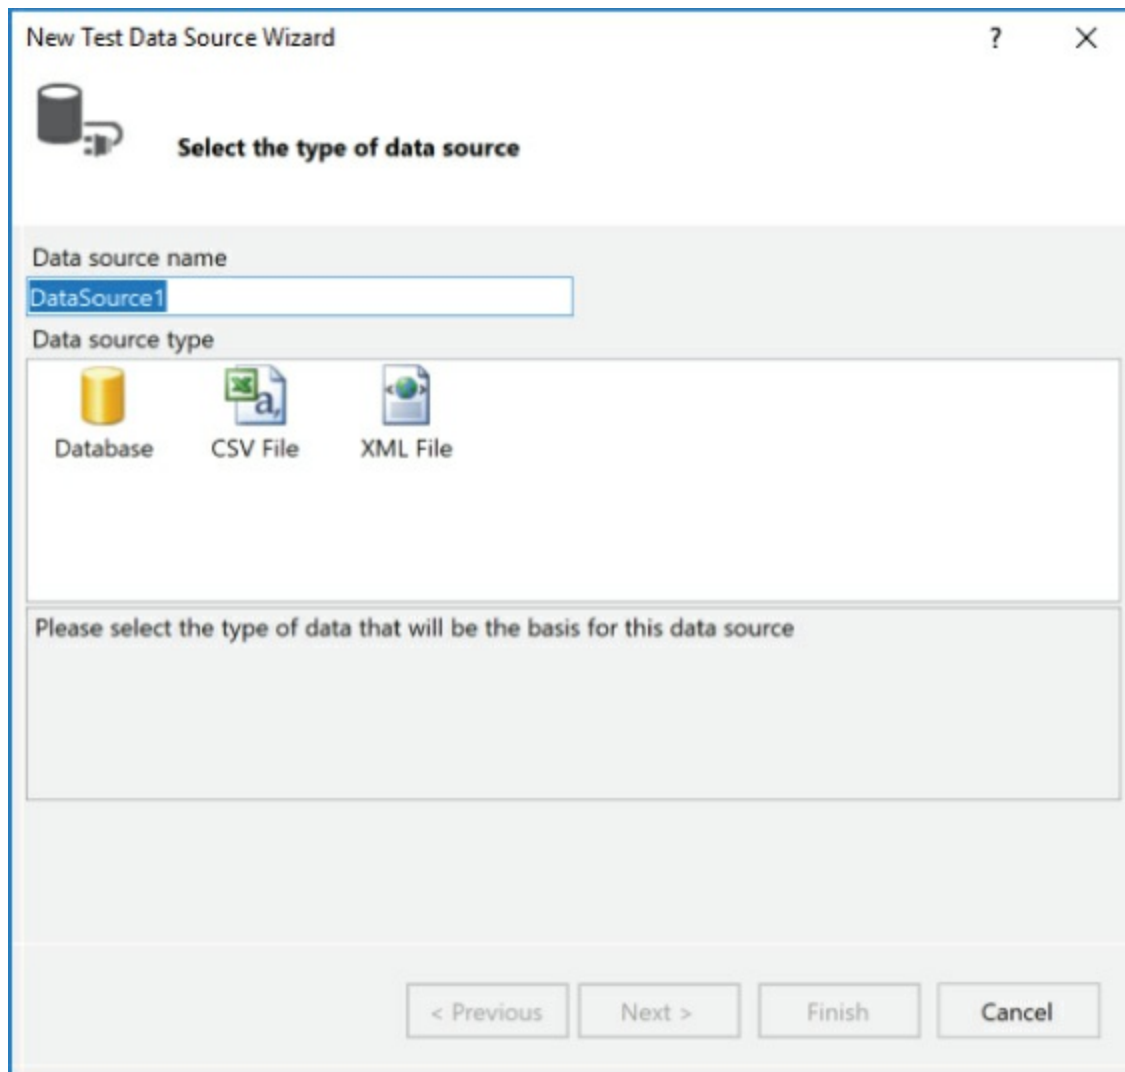 New Test Data Source Wizard
Select the type of data source
Data source name
DataSource1
Data source type
Database CSV File XML File
Please select the type of data that will be the basis for this data source
< Previous Next > Finish Cancel